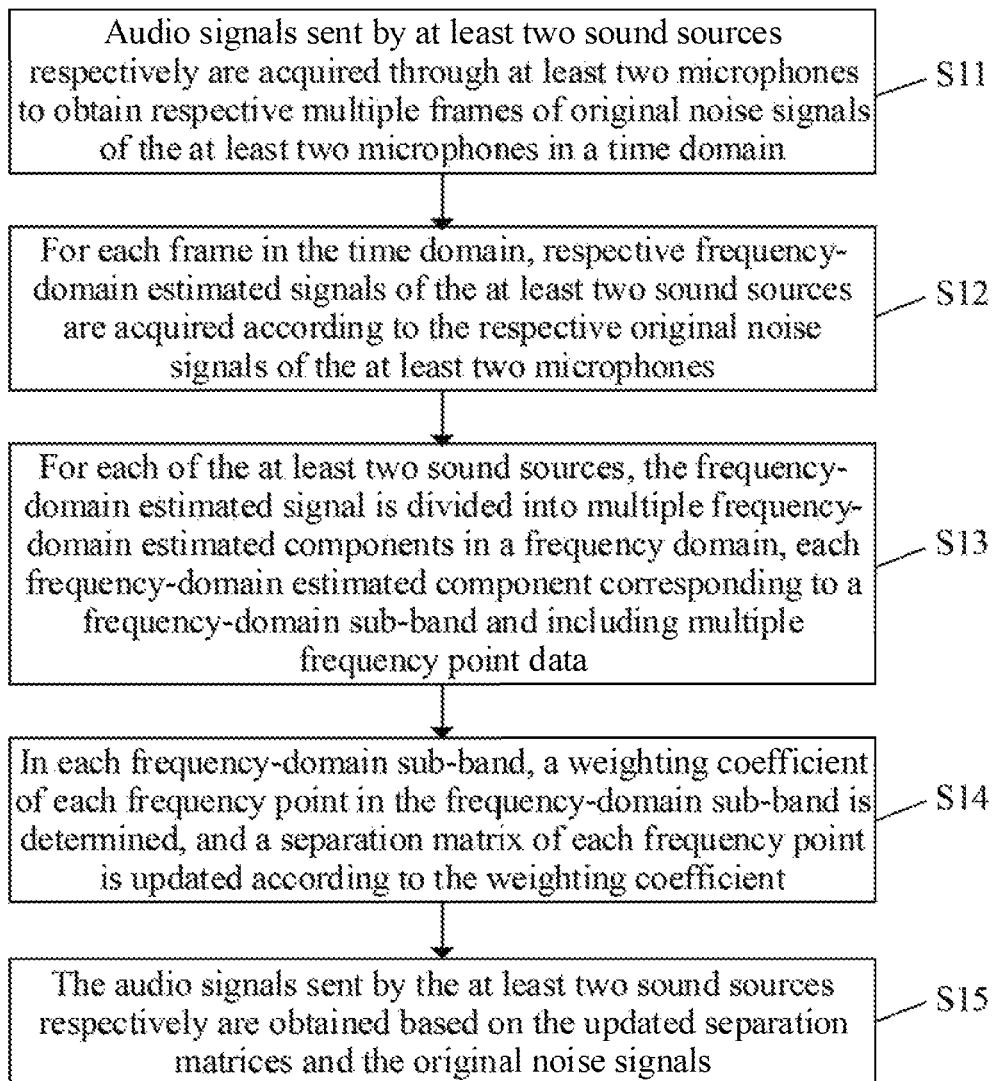 Audio signals sent by at least two sound sources
respectively are acquired through at least two microphones
to obtain respective multiple frames of original noise signals
of the at least two microphones in a time domain
S11
For each frame in the time domain, respective frequency-
domain estimated signals of the at least two sound sources
are acquired according to the respective original noise
signals of the at least two microphones
S12
For each of the at least two sound sources, the frequency-
domain estimated signal is divided into multiple frequency-
domain estimated components in a frequency domain, each
frequency-domain estimated component corresponding to a
frequency-domain sub-band and including multiple
frequency point data
S13
In each frequency-domain sub-band, a weighting coefficient
of each frequency point in the frequency-domain sub-band is
determined, and a separation matrix of each frequency point
is updated according to the weighting coefficient
S14
The audio signals sent by the at least two sound sources
respectively are obtained based on the updated separation
matrices and the original noise signals
S15